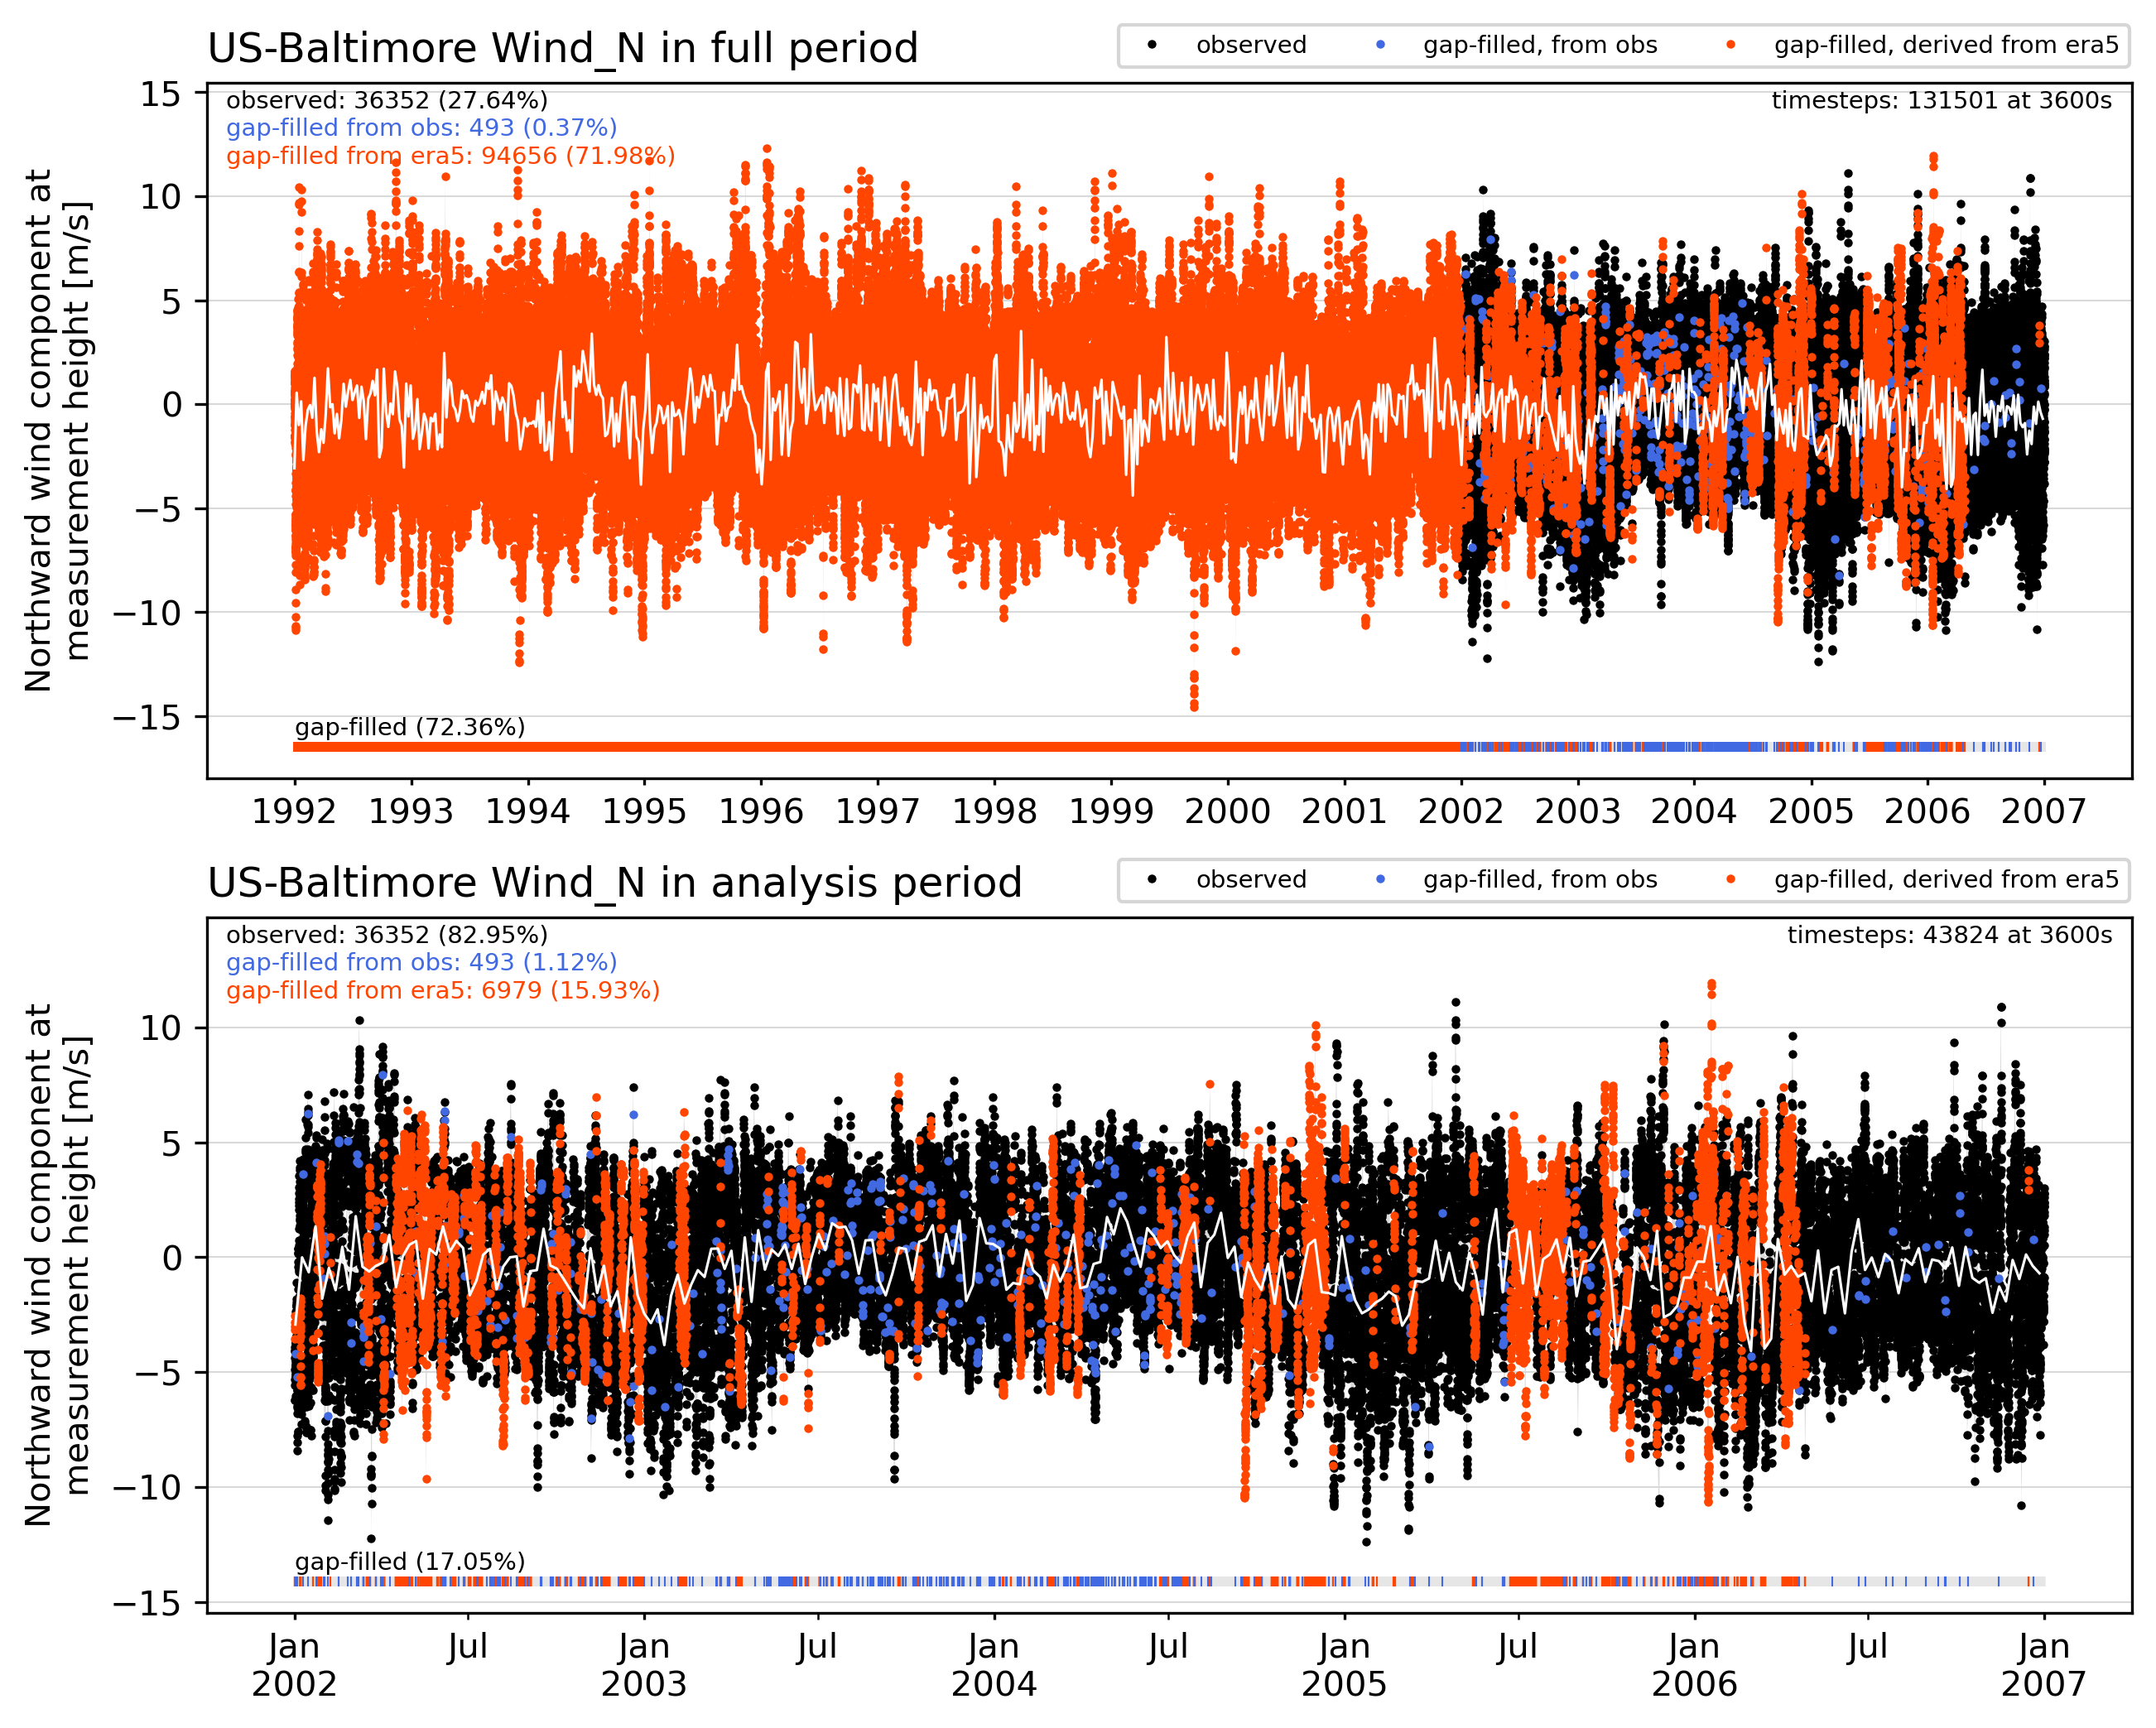 US-Baltimore Wind_N in full period
observed
gap-filled, from obs
gap-filled, derived from era5
observed: 36352 (27.64%)
gap-filled from obs: 493 (0.37%)
gap-filled from era5: 94656 (71.98%)
timesteps: 131501 at 3600s
Northward wind component at
measurement height [m/s]
15
10
5
0
−5
−10
−15
gap-filled (72.36%)
1992 1993 1994 1995 1996 1997 1998 1999 2000 2001 2002 2003 2004 2005 2006 2007
US-Baltimore Wind_N in analysis period
observed
gap-filled, from obs
gap-filled, derived from era5
observed: 36352 (82.95%)
gap-filled from obs: 493 (1.12%)
gap-filled from era5: 6979 (15.93%)
timesteps: 43824 at 3600s
Northward wind component at
measurement height [m/s]
10
5
0
−5
−10
−15
gap-filled (17.05%)
Jan Jul Jan Jul Jan Jul Jan Jul Jan Jul Jan
2002 2003 2004 2005 2006 2007